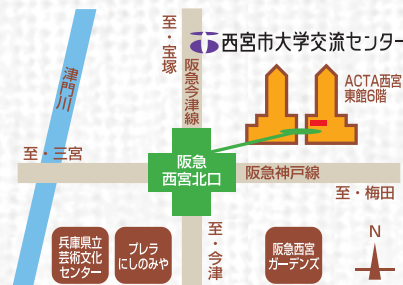 至・宝塚
西宮市大学交流センター
津門川
阪急今津線
ACTA西宮
東館6階
至・三宮
阪急
西宮北口
阪急神戸線
至・梅田
兵庫県立
芸術文化
センター
プレラ
にしのみや
至・今津
阪急西宮
ガーデンズ
N